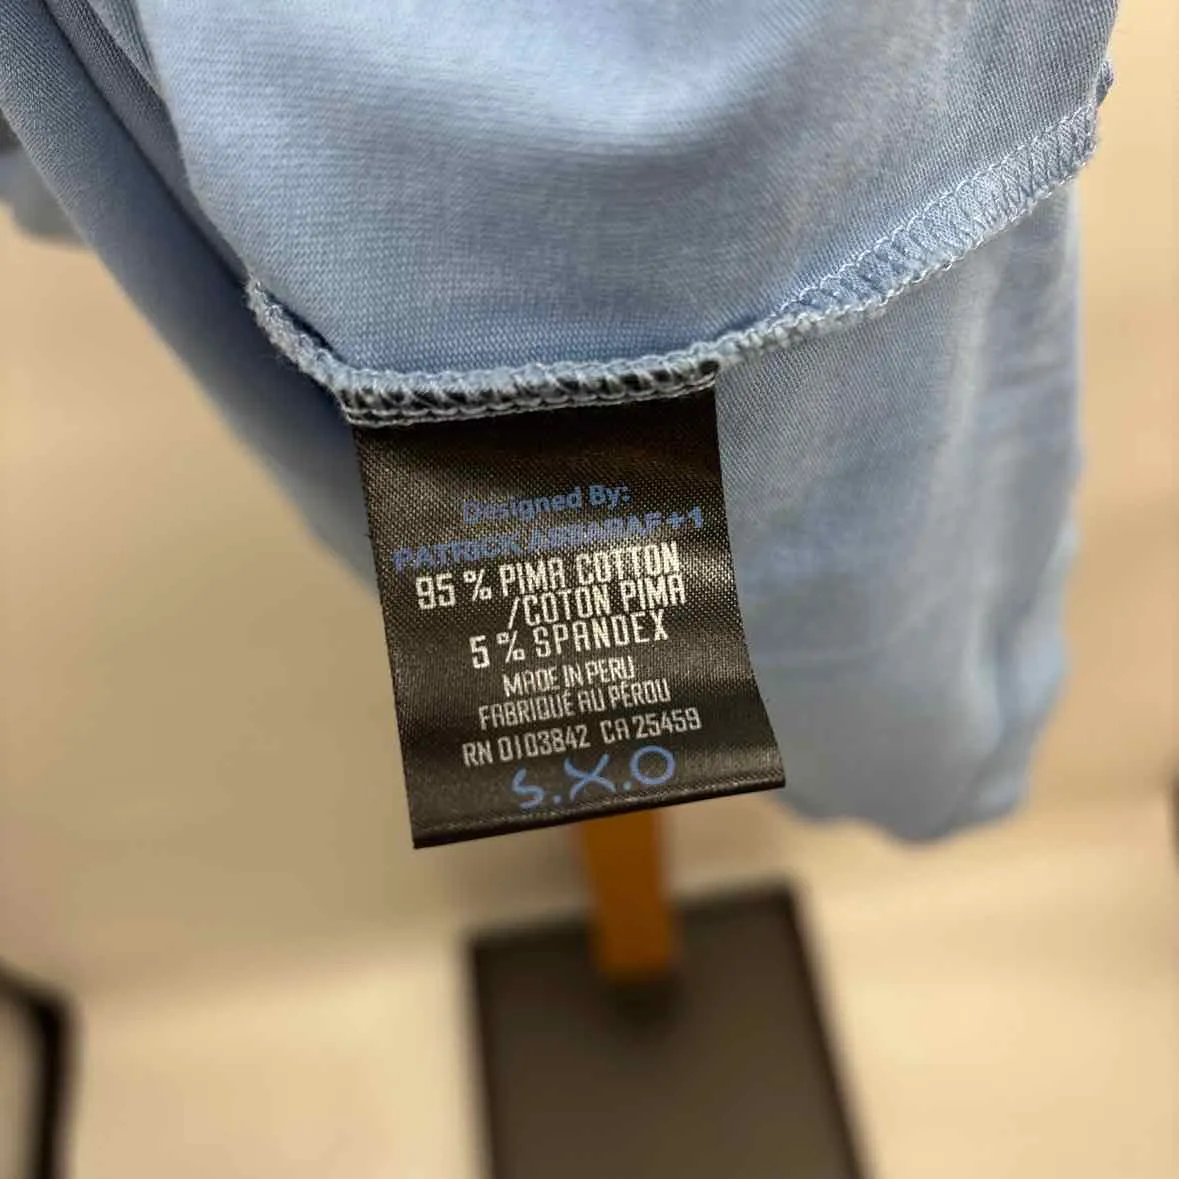 Designed By:
PATRICK ASSARAF + 1
95 % PIMA COTTON
/COTON PIMA
5 % SPANDEX
MADE IN PERU
FABRIQUÉ AU PÉROU
RN 0103842 CA 25459
S.X.O